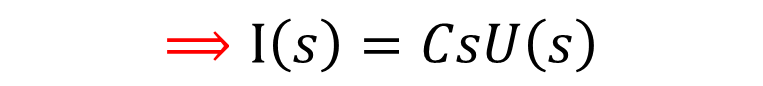 ⟹ I(s) = CsU(s)